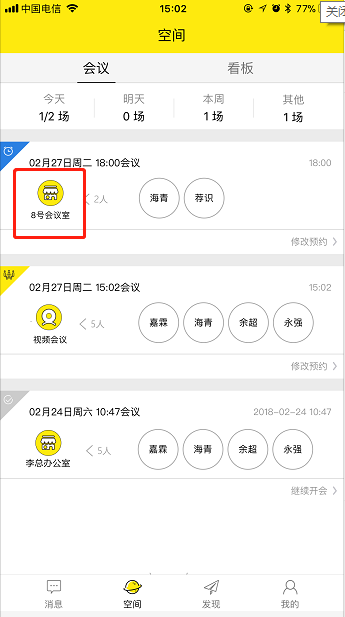 中国电信 15:02 77%
空间
会议 看板
今天 明天 本周 其他
1/2 场 0 场 1 场 1 场
02月27日周二 18:00会议 18:00
8号会议室 2人 海青 荐识
修改预约
02月27日周二 15:02会议 15:02
视频会议 5人 嘉霖 海青 余超 永强
修改预约
02月24日周六 10:47会议 2018-02-24 10:47
李总办公室 5人 嘉霖 海青 余超 永强
继续开会
消息 空间 发现 我的